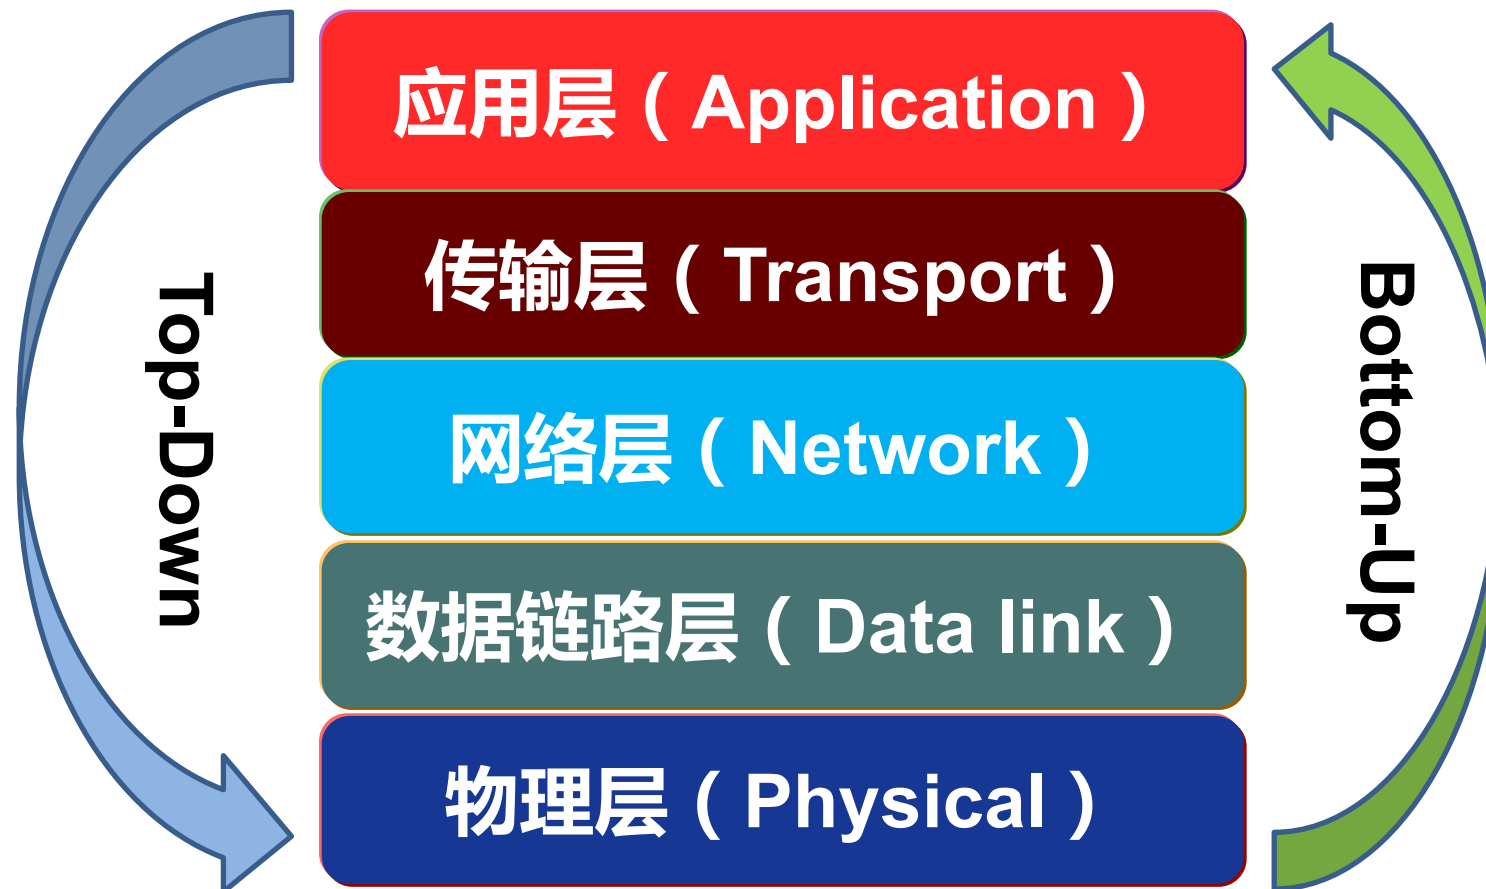 应用层（Application）
传输层（Transport）
网络层（Network）
数据链路层（Data link）
物理层（Physical）
Top-Down
Bottom-Up